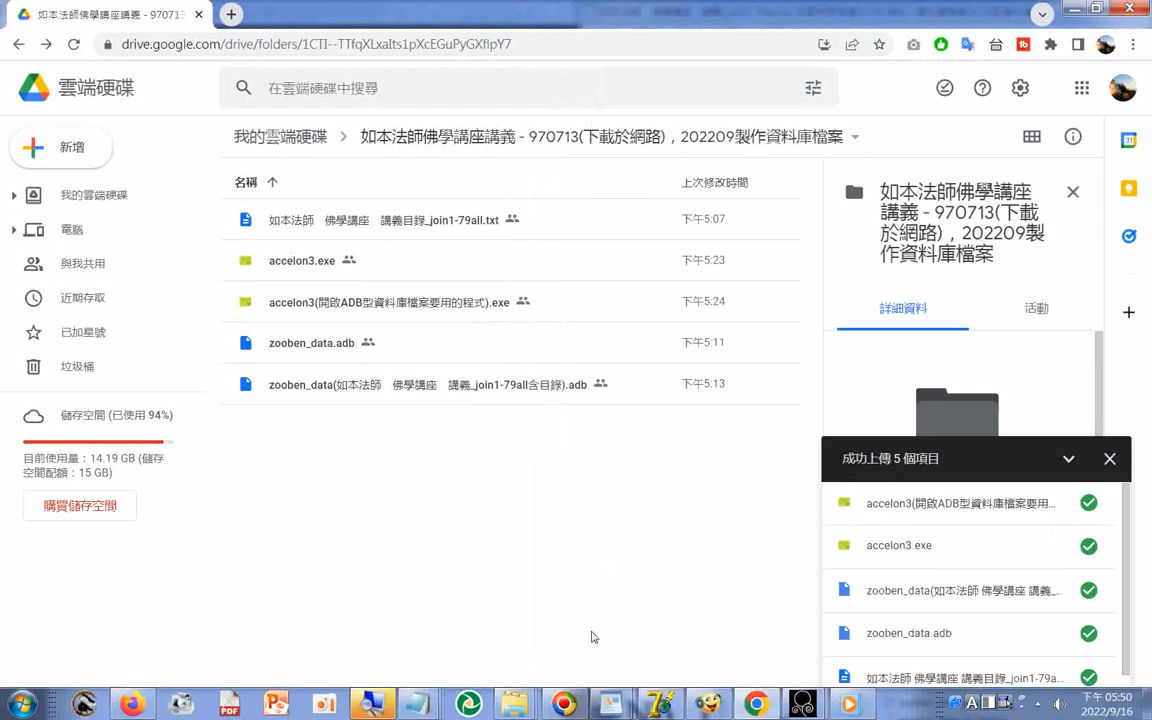 如本法師佛學講座講義 - 970713
drive.google.com/drive/folders/1CTI--TTfqXLxaIts1pXcEGuPyGXfIpY7
雲端硬碟
在雲端硬碟中搜尋
新增
我的雲端硬碟
電腦
與我共用
近期存取
已加星號
垃圾桶
儲存空間 (已使用 94%)
目前使用量：14.19 GB (儲存
空間配額：15 GB)
購買儲存空間
我的雲端硬碟 > 如本法師佛學講座講義 - 970713(下載於網路)，202209製作資料庫檔案
名稱 上次修改時間
如本法師　佛學講座　講義目錄_join1-79all.txt 下午5:07
accelon3.exe 下午5:23
accelon3(開啟ADB型資料庫檔案要用的程式).exe 下午5:24
zooben_data.adb 下午5:11
zooben_data(如本法師　佛學講座　講義_join1-79all含目錄).adb 下午5:13
如本法師佛學講座
講義 - 970713(下載
於網路)，202209製
作資料庫檔案
詳細資料 活動
成功上傳 5 個項目
accelon3(開啟ADB型資料庫檔案要用...
accelon3.exe
zooben_data(如本法師 佛學講座 講義_...
zooben_data.adb
如本法師 佛學講座 講義目錄_join1-79a...
下午 05:50
2022/9/16